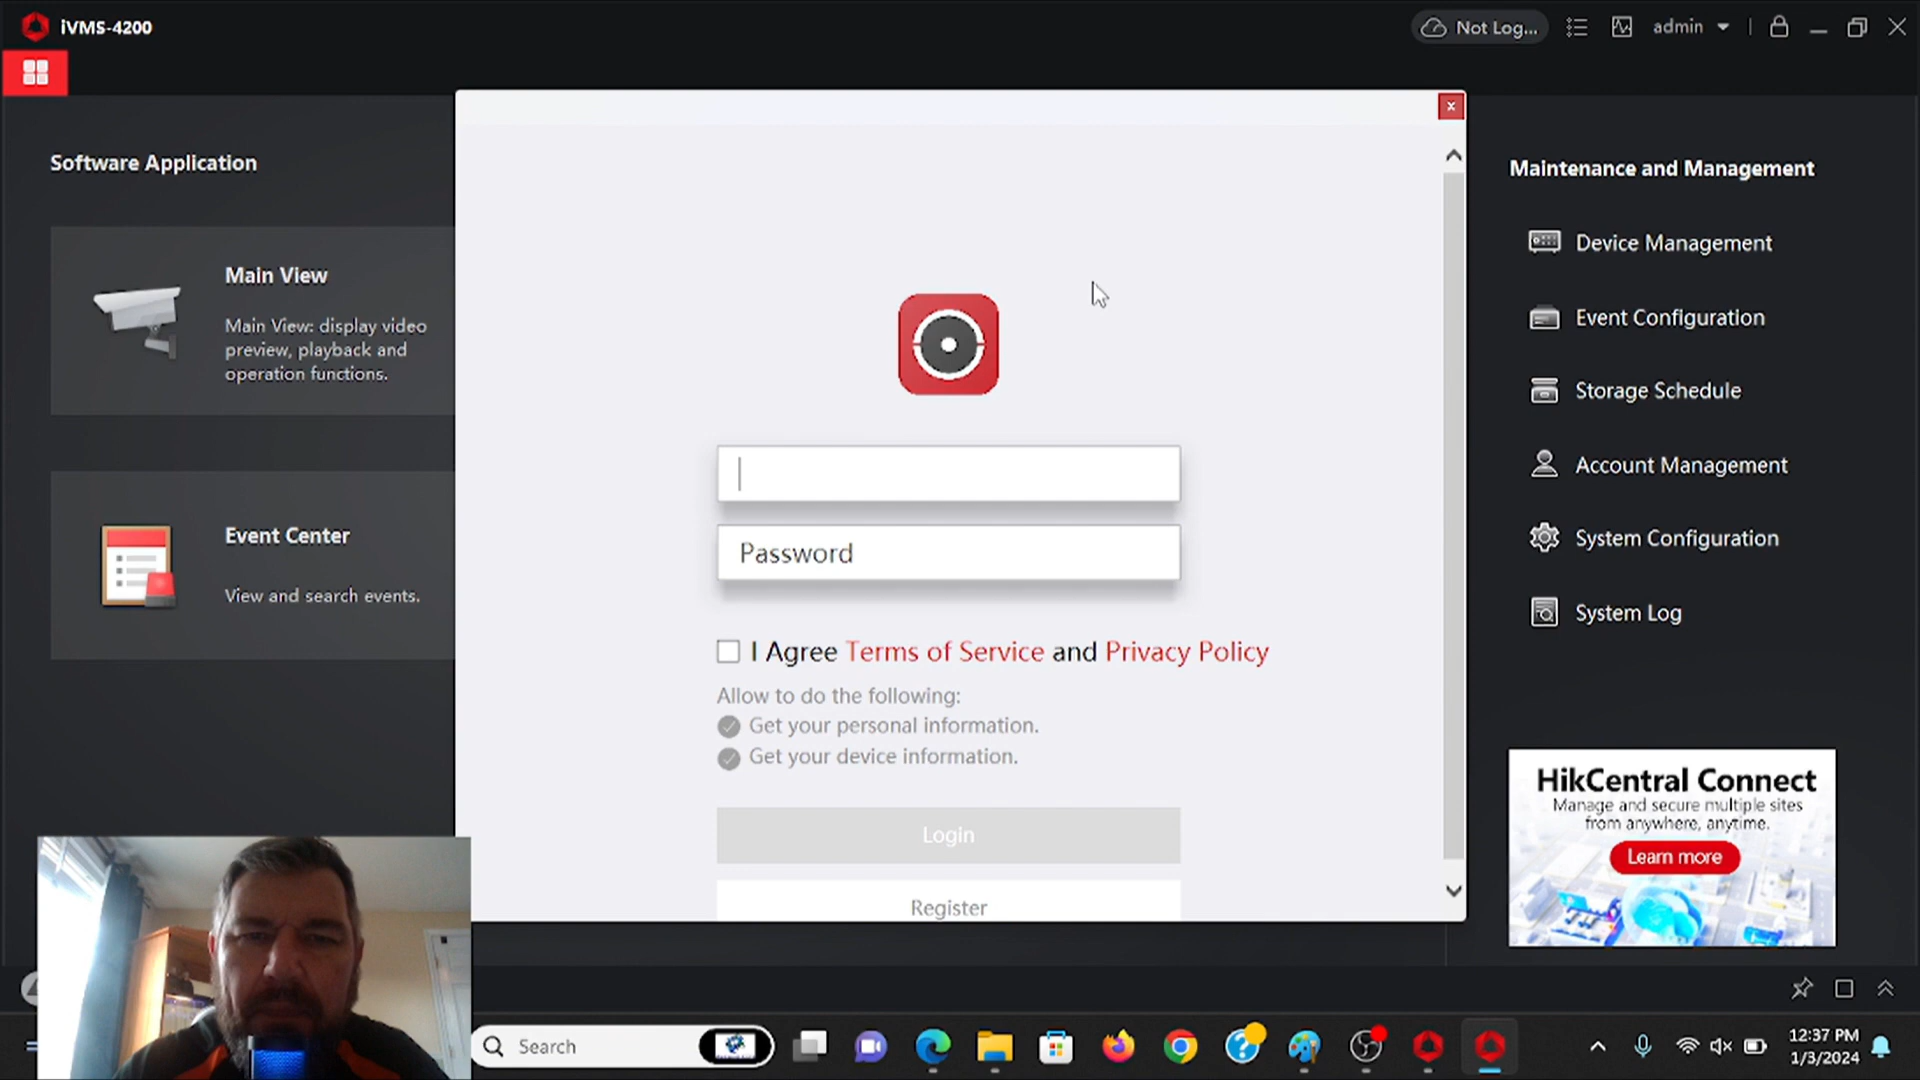 iVMS-4200
Not Log...
admin
Software Application
Main View
Main View: display video
preview, playback and
operation functions.
Event Center
View and search events.
Password
I Agree Terms of Service and Privacy Policy
Allow to do the following:
Get your personal information.
Get your device information.
Login
Register
Maintenance and Management
Device Management
Event Configuration
Storage Schedule
Account Management
System Configuration
System Log
HikCentral Connect
Manage and secure multiple sites
from anywhere, anytime.
Learn more
Search
12:37 PM
1/3/2024